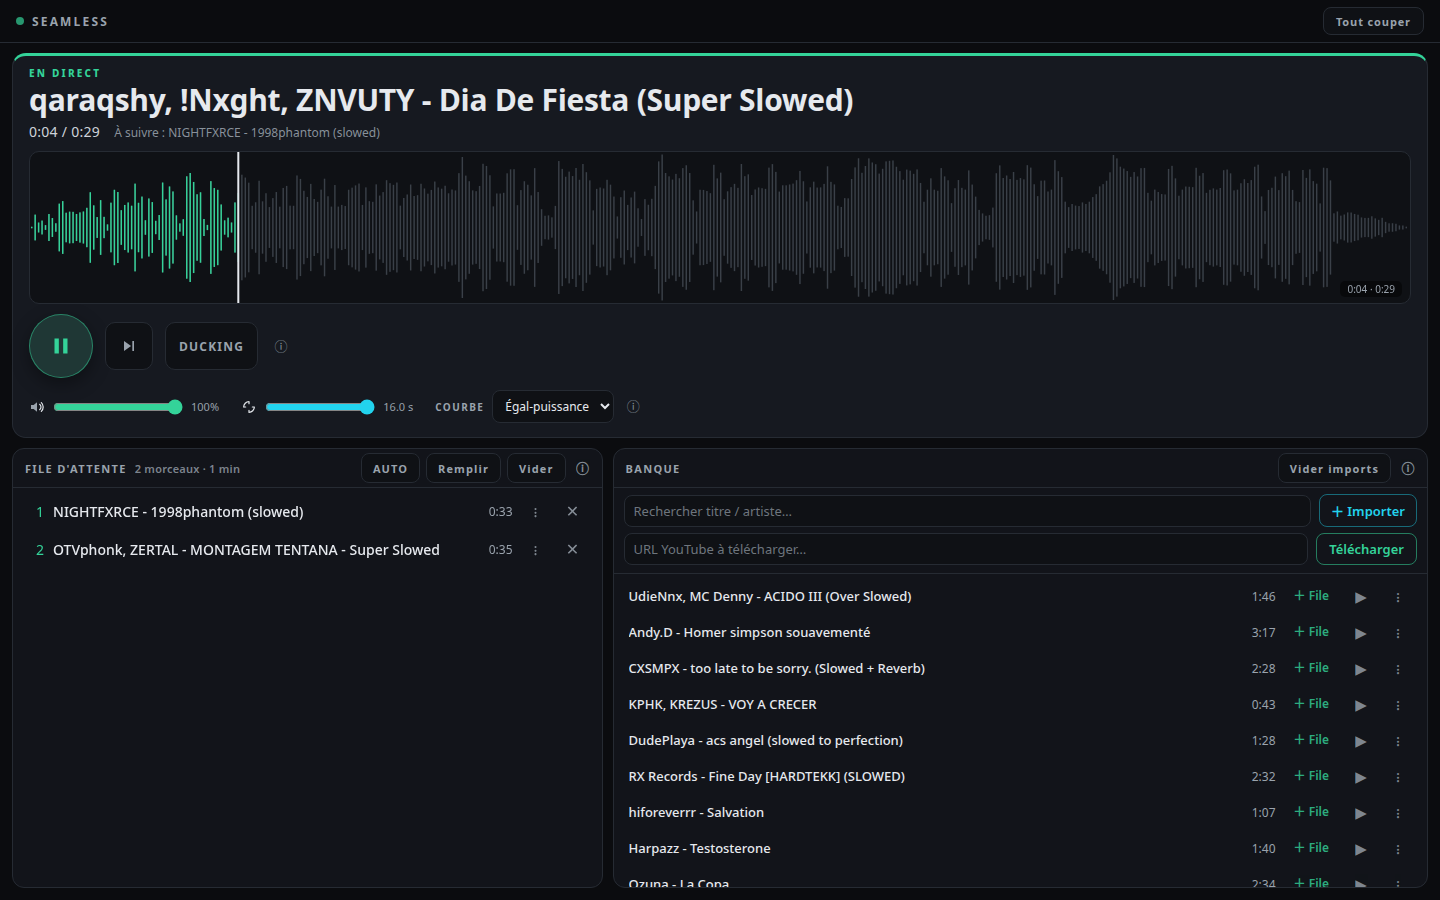 SEAMLESS
Tout couper
EN DIRECT
qaraqshy, !Nxght, ZNVUTY - Dia De Fiesta (Super Slowed)
0:04 / 0:29 À suivre : NIGHTFXRCE - 1998phantom (slowed)
0:04 · 0:29
DUCKING
100% 16.0 s COURBE Égal-puissance
FILE D'ATTENTE 2 morceaux · 1 min AUTO Remplir Vider
1 NIGHTFXRCE - 1998phantom (slowed) 0:33
2 OTVphonk, ZERTAL - MONTAGEM TENTANA - Super Slowed 0:35
BANQUE Vider imports
Rechercher titre / artiste... + Importer
URL YouTube à télécharger... Télécharger
UdieNnx, MC Denny - ACIDO III (Over Slowed) 1:46 + File
Andy.D - Homer simpson souavementé 3:17 + File
CXSMPX - too late to be sorry. (Slowed + Reverb) 2:28 + File
KPHK, KREZUS - VOY A CRECER 0:43 + File
DudePlaya - acs angel (slowed to perfection) 1:28 + File
RX Records - Fine Day [HARDTEKK] (SLOWED) 2:32 + File
hiforeverrr - Salvation 1:07 + File
Harpazz - Testosterone 1:40 + File
Ozuna - La Copa 2:34 + File